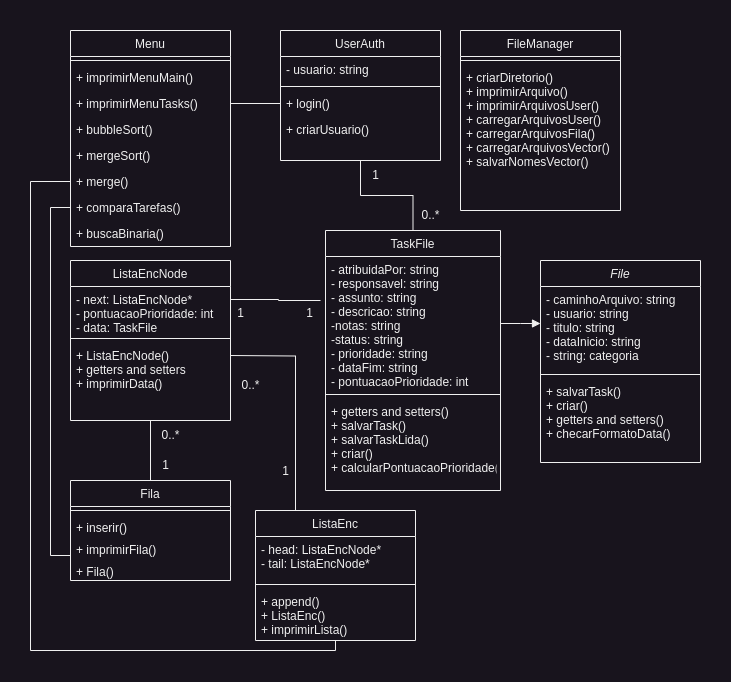 Menu
+ imprimirMenuMain()
+ imprimirMenuTasks()
+ bubbleSort()
+ mergeSort()
+ merge()
+ comparaTarefas()
+ buscaBinaria()
UserAuth
- usuario: string
+ login()
+ criarUsuario()
FileManager
+ criarDiretorio()
+ imprimirArquivo()
+ imprimirArquivosUser()
+ carregarArquivosUser()
+ carregarArquivosFila()
+ carregarArquivosVector()
+ salvarNomesVector()
1
0..*
ListaEncNode
- next: ListaEncNode*
- pontuacaoPrioridade: int
- data: TaskFile
+ ListaEncNode()
+ getters and setters
+ imprimirData()
1
1
0..*
TaskFile
- atribuidaPor: string
- responsavel: string
- assunto: string
- descricao: string
-notas: string
-status: string
- prioridade: string
- dataFim: string
- pontuacaoPrioridade: int
+ getters and setters()
+ salvarTask()
+ salvarTaskLida()
+ criar()
+ calcularPontuacaoPrioridade(
File
- caminhoArquivo: string
- usuario: string
- titulo: string
- dataInicio: string
- string: categoria
+ salvarTask()
+ criar()
+ getters and setters()
+ checarFormatoData()
0..*
1
1
Fila
+ inserir()
+ imprimirFila()
+ Fila()
ListaEnc
- head: ListaEncNode*
- tail: ListaEncNode*
+ append()
+ ListaEnc()
+ imprimirLista()